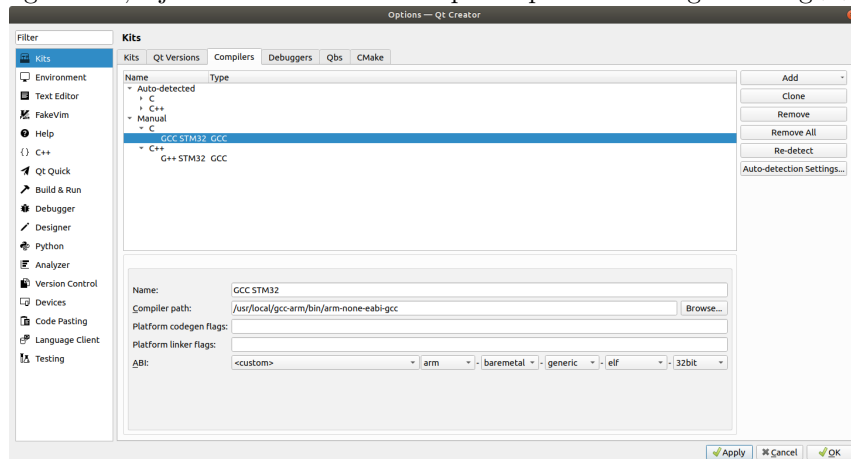 Options — Qt Creator
Filter
Kits
Environment
Text Editor
FakeVim
Help
{} C++
Qt Quick
Build & Run
Debugger
Designer
Python
Analyzer
Version Control
Devices
Code Pasting
Language Client
Testing
Kits
Kits Qt Versions Compilers Debuggers Qbs CMake
Name Type
Auto-detected
C
C++
Manual
C
GCC STM32 GCC
C++
G++ STM32 GCC
Add
Clone
Remove
Remove All
Re-detect
Auto-detection Settings...
Name: GCC STM32
Compiler path: /usr/local/gcc-arm/bin/arm-none-eabi-gcc Browse...
Platform codegen flags:
Platform linker flags:
ABI: <custom> arm - baremetal - generic - elf - 32bit
Apply Cancel OK